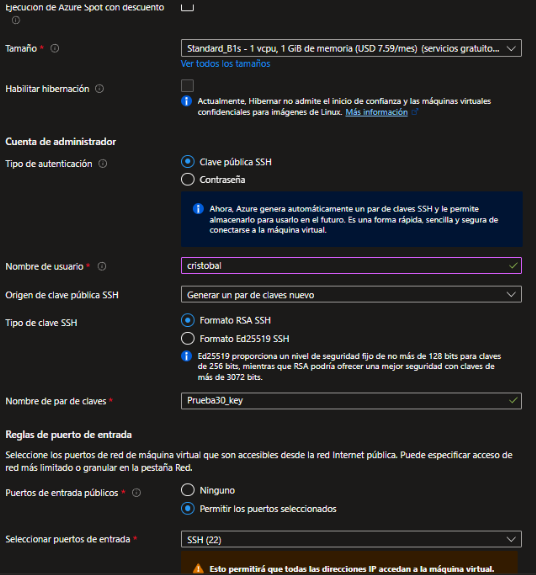 Ejecución de Azure Spot con descuento
Tamaño *
Standard_B1s - 1 vcpu, 1 GiB de memoria (USD 7.59/mes) (servicios gratuito...
Ver todos los tamaños
Habilitar hibernación
Actualmente, Hibernar no admite el inicio de confianza y las máquinas virtuales
confidenciales para imágenes de Linux. Más información
Cuenta de administrador
Tipo de autenticación
Clave pública SSH
Contraseña
Ahora, Azure genera automáticamente un par de claves SSH y le permite
almacenarlo para usarlo en el futuro. Es una forma rápida, sencilla y segura de
conectarse a la máquina virtual.
Nombre de usuario *
cristobal
Origen de clave pública SSH
Generar un par de claves nuevo
Tipo de clave SSH
Formato RSA SSH
Formato Ed25519 SSH
Ed25519 proporciona un nivel de seguridad fijo de no más de 128 bits para claves
de 256 bits, mientras que RSA podría ofrecer una mejor seguridad con claves de
más de 3072 bits.
Nombre de par de claves *
Prueba30_key
Reglas de puerto de entrada
Seleccione los puertos de red de máquina virtual que son accesibles desde la red Internet pública. Puede especificar acceso de
red más limitado o granular en la pestaña Red.
Puertos de entrada públicos *
Ninguno
Permitir los puertos seleccionados
Seleccionar puertos de entrada *
SSH (22)
Esto permitirá que todas las direcciones IP accedan a la máquina virtual.